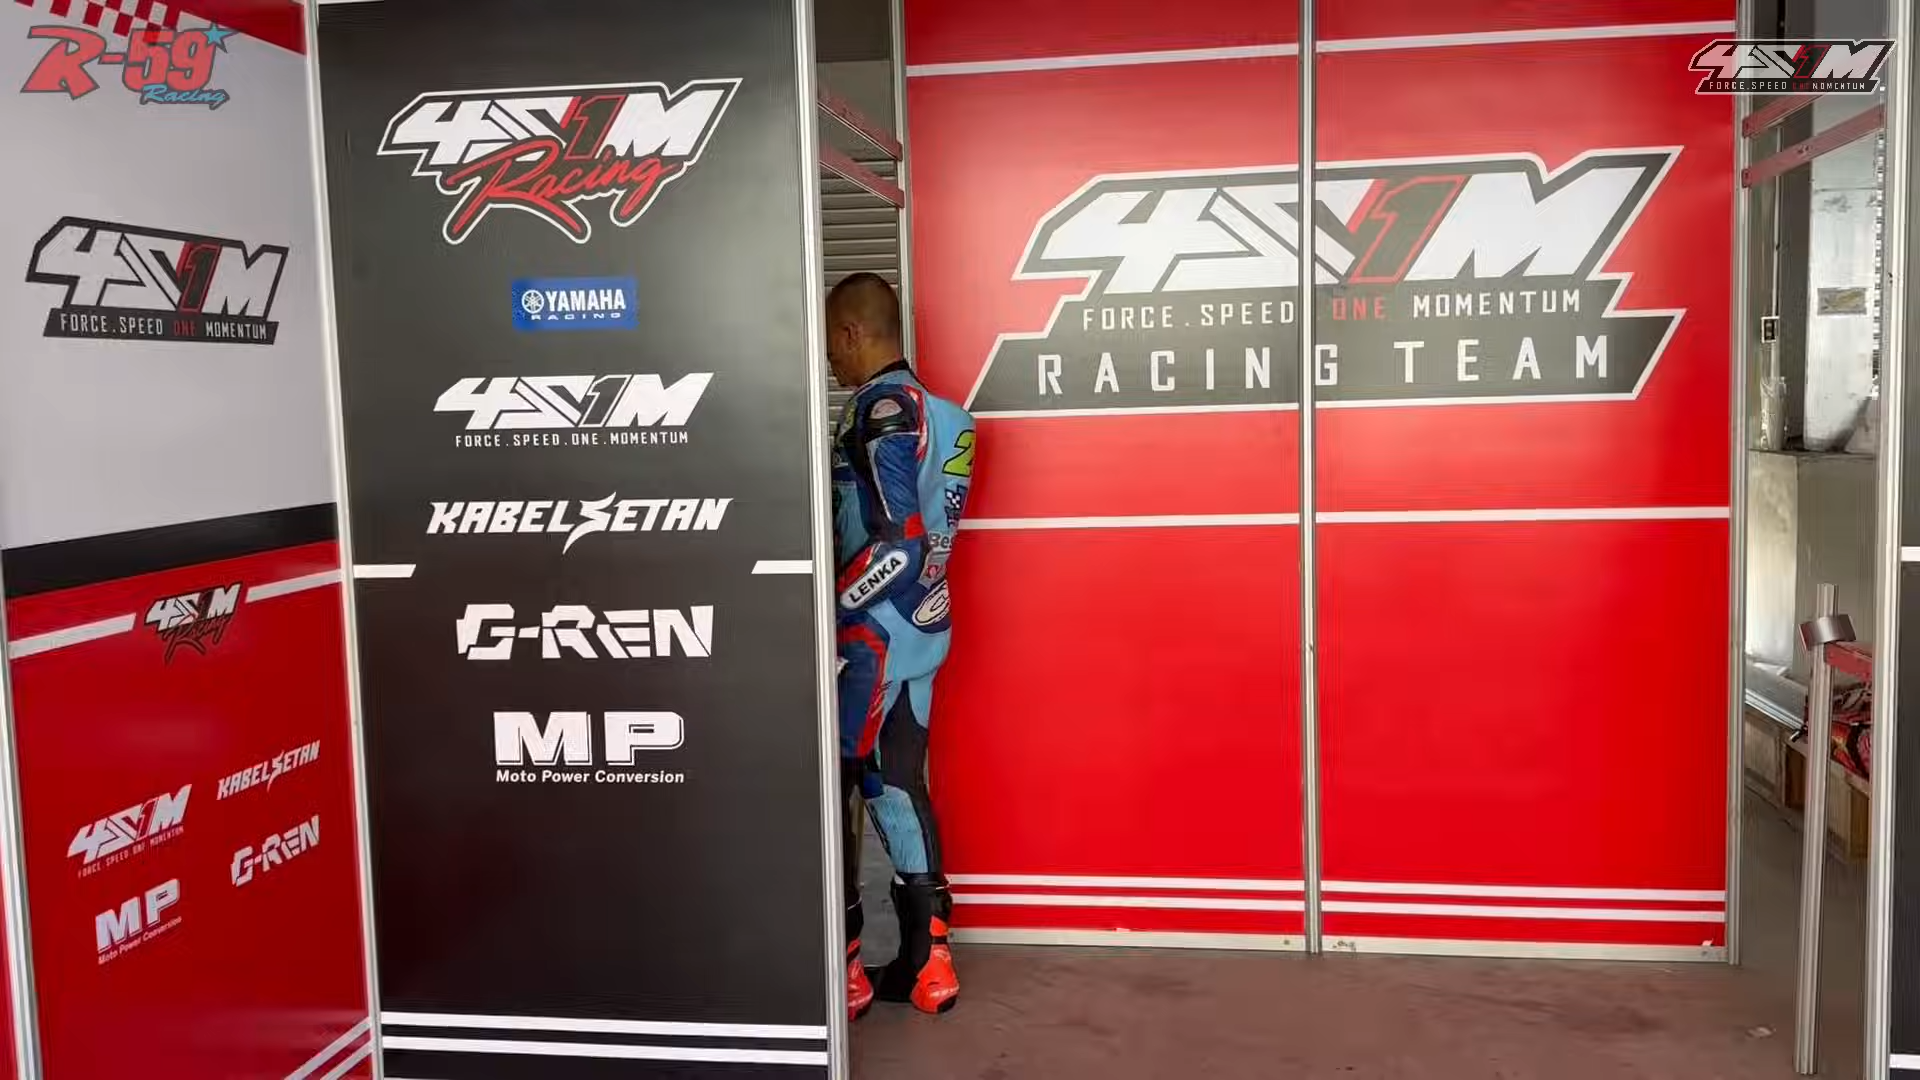 R-59
Racing
4S1M
FORCE.SPEED ONE MOMENTUM
4S1M
FORCE.SPEED ONE MOMENTUM
4S1M
Racing
4S1M
Racing
YAMAHA
RACING
4S1M
FORCE.SPEED.ONE.MOMENTUM
KABELSETAN
G-REN
MP
Moto Power Conversion
4S1M
FORCE.SPEED.ONE MOMENTUM
KABELSETAN
G-REN
MP
Moto Power Conversion
2
Be
LENKA
4S1M
FORCE.SPEED ONE MOMENTUM
RACING TEAM